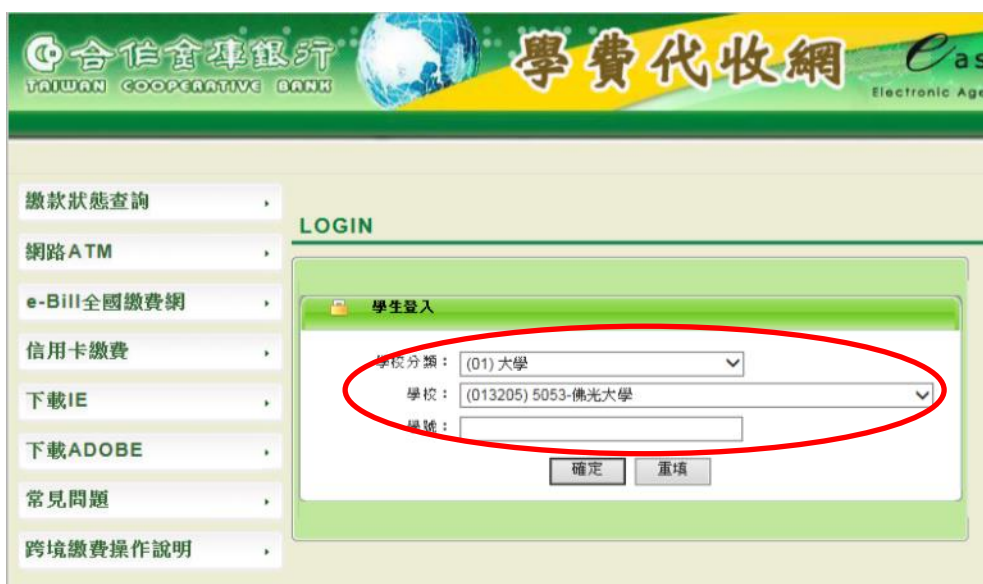 合作金庫銀行
TAIWAN COOPERATIVE BANK
學費代收網
eas
Electronic Age
繳款狀態查詢
網路ATM
e-Bill全國繳費網
信用卡繳費
下載IE
下載ADOBE
常見問題
跨境繳費操作說明
LOGIN
學生登入
學校分類：
(01) 大學
學校：
(013205) 5053-佛光大學
學號：
確定
重填